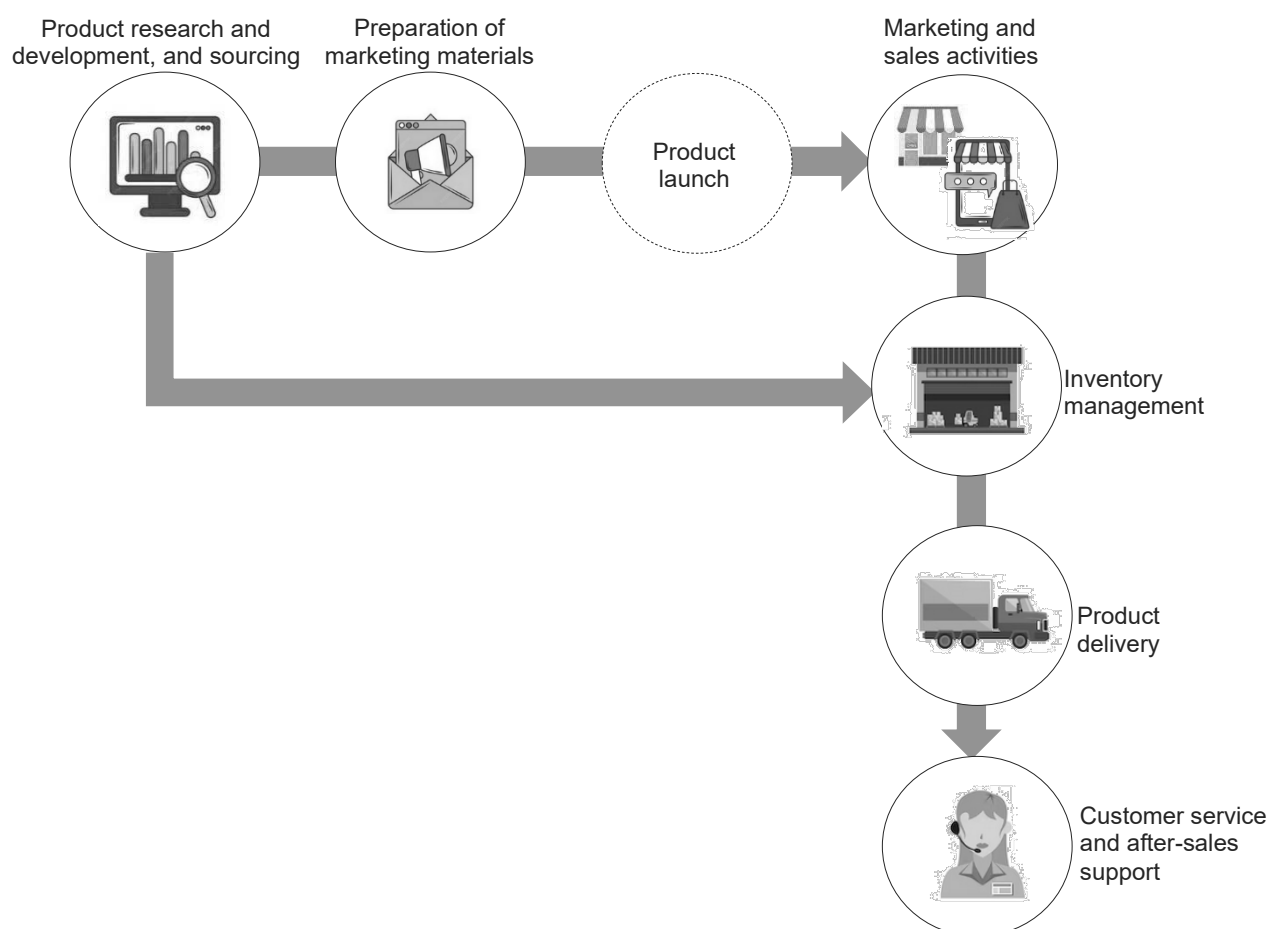 Product research and
development, and sourcing
Preparation of
marketing materials
Product
launch
Marketing and
sales activities
Inventory
management
Product
delivery
Customer service
and after-sales
support